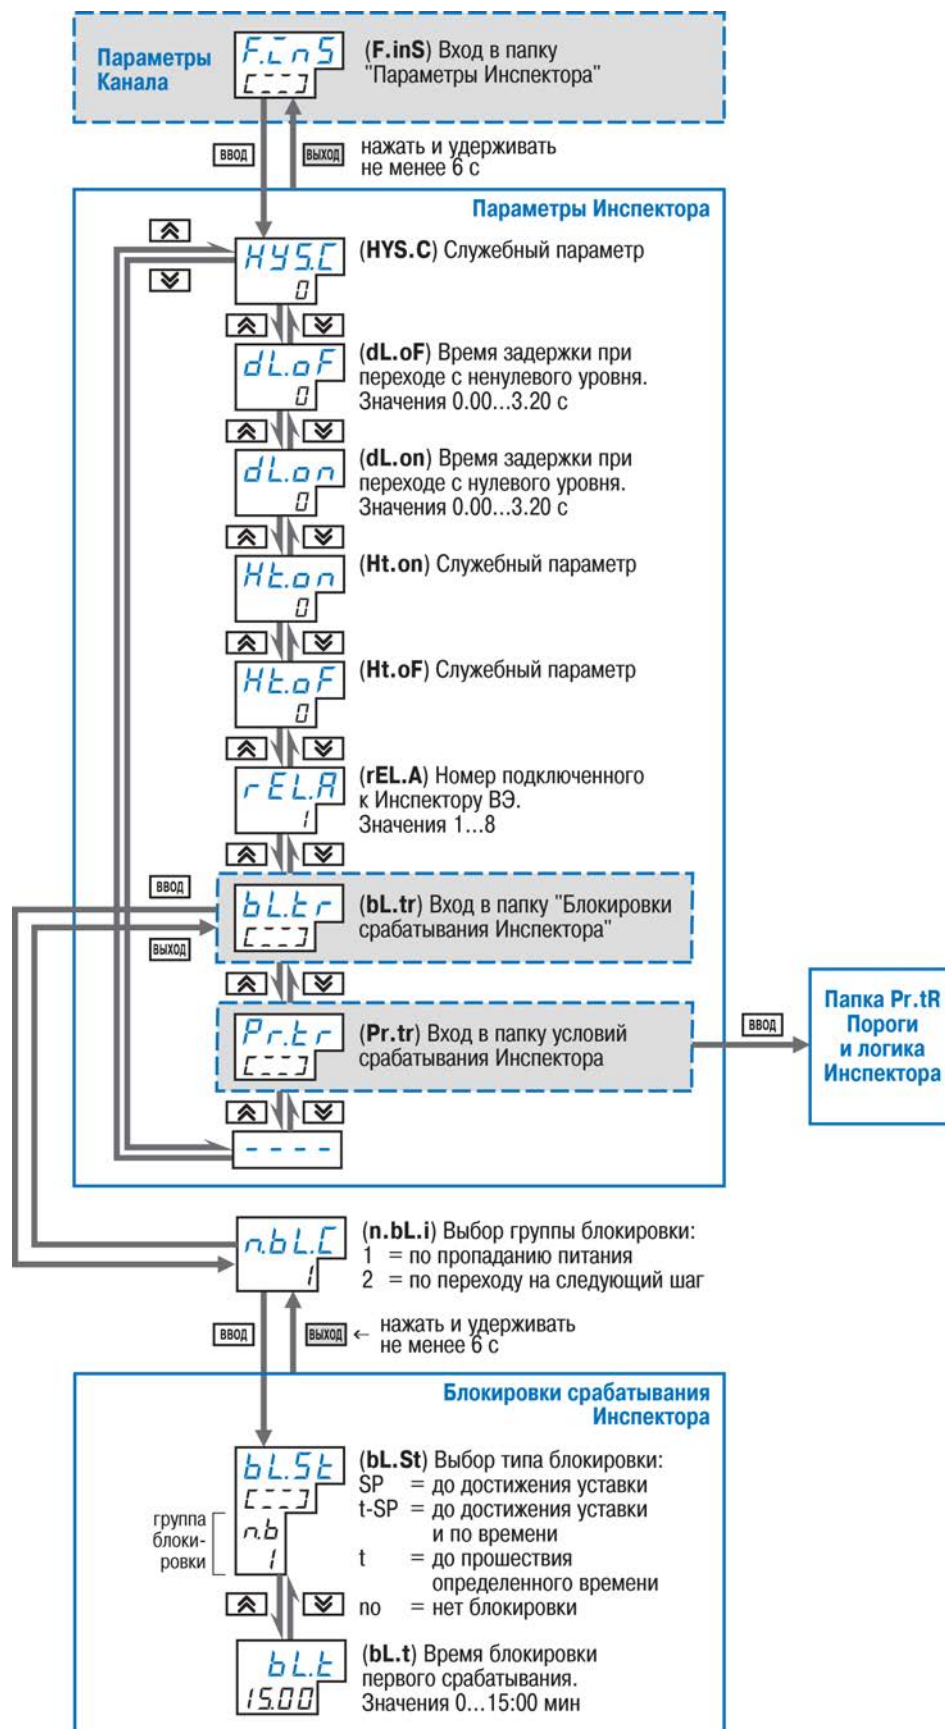 Параметры
Канала
F.inS
(F.inS) Вход в папку
"Параметры Инспектора"
ВВОД
ВЫХОД
нажать и удерживать
не менее 6 с
Параметры Инспектора
HYS.C
0
(HYS.C) Служебный параметр
dL.oF
0
(dL.oF) Время задержки при
переходе с ненулевого уровня.
Значения 0.00...3.20 с
dL.on
0
(dL.on) Время задержки при
переходе с нулевого уровня.
Значения 0.00...3.20 с
Ht.on
0
(Ht.on) Служебный параметр
Ht.oF
0
(Ht.oF) Служебный параметр
rEL.A
1
(rEL.A) Номер подключенного
к Инспектору ВЭ.
Значения 1...8
ВВОД
ВЫХОД
bL.tr
(bL.tr) Вход в папку "Блокировки
срабатывания Инспектора"
Pr.tr
(Pr.tr) Вход в папку условий
срабатывания Инспектора
ВВОД
Папка Pr.tR
Пороги
и логика
Инспектора
- - - -
n.bL.C
1
(n.bL.i) Выбор группы блокировки:
1 = по пропаданию питания
2 = по переходу на следующий шаг
ВВОД
ВЫХОД
← нажать и удерживать
не менее 6 с
Блокировки срабатывания
Инспектора
bL.St
n.b
1
группа
блоки-
ровки
(bL.St) Выбор типа блокировки:
SP = до достижения уставки
t-SP = до достижения уставки
и по времени
t = до прошествия
определенного времени
no = нет блокировки
bL.t
15.00
(bL.t) Время блокировки
первого срабатывания.
Значения 0...15:00 мин